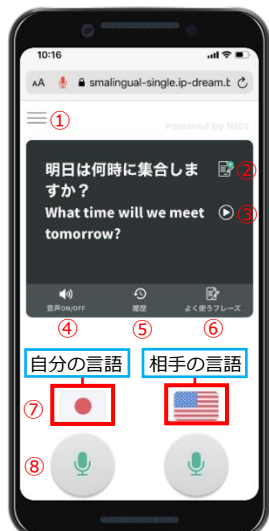 10:16
AA smalingual-single.ip-dream.t
①
Powered by NICT
明日は何時に集合しま ②
すか？
What time will we meet ③
tomorrow?
音声ON/OFF 履歴 よく使うフレーズ
④ ⑤ ⑥
自分の言語 相手の言語
⑦
⑧